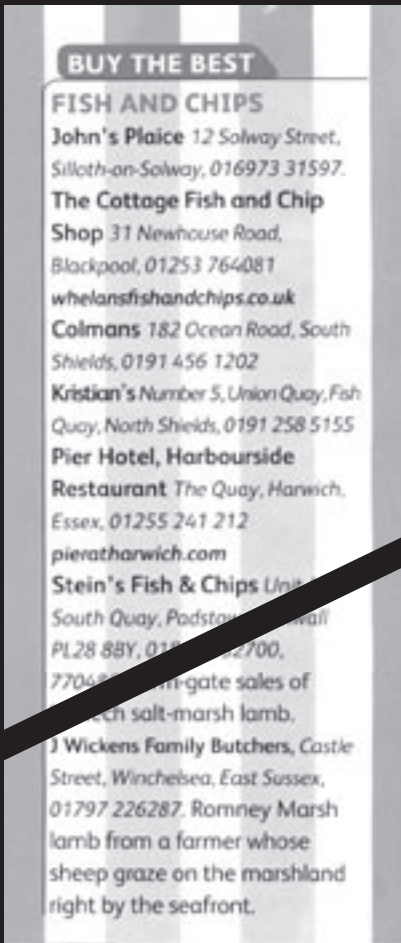 BUY THE BEST
FISH AND CHIPS
John's Plaice 12 Solway Street,
Silloth-on-Solway, 016973 31597.
The Cottage Fish and Chip
Shop 31 Newhouse Road,
Blackpool, 01253 764081
whelansfishandchips.co.uk
Colmans 182 Ocean Road, South
Shields, 0191 456 1202
Kristian's Number 5, Union Quay, Fish
Quay, North Shields, 0191 258 5155
Pier Hotel, Harbourside
Restaurant The Quay, Harwich,
Essex, 01255 241 212
pieratharwich.com
Stein's Fish & Chips
South Quay,
PL28 8BY,
sales of
salt-marsh lamb.
J Wickens Family Butchers, Castle
Street, Winchelsea, East Sussex,
01797 226287. Romney Marsh
lamb from a farmer whose
sheep graze on the marshland
right by the seafront.